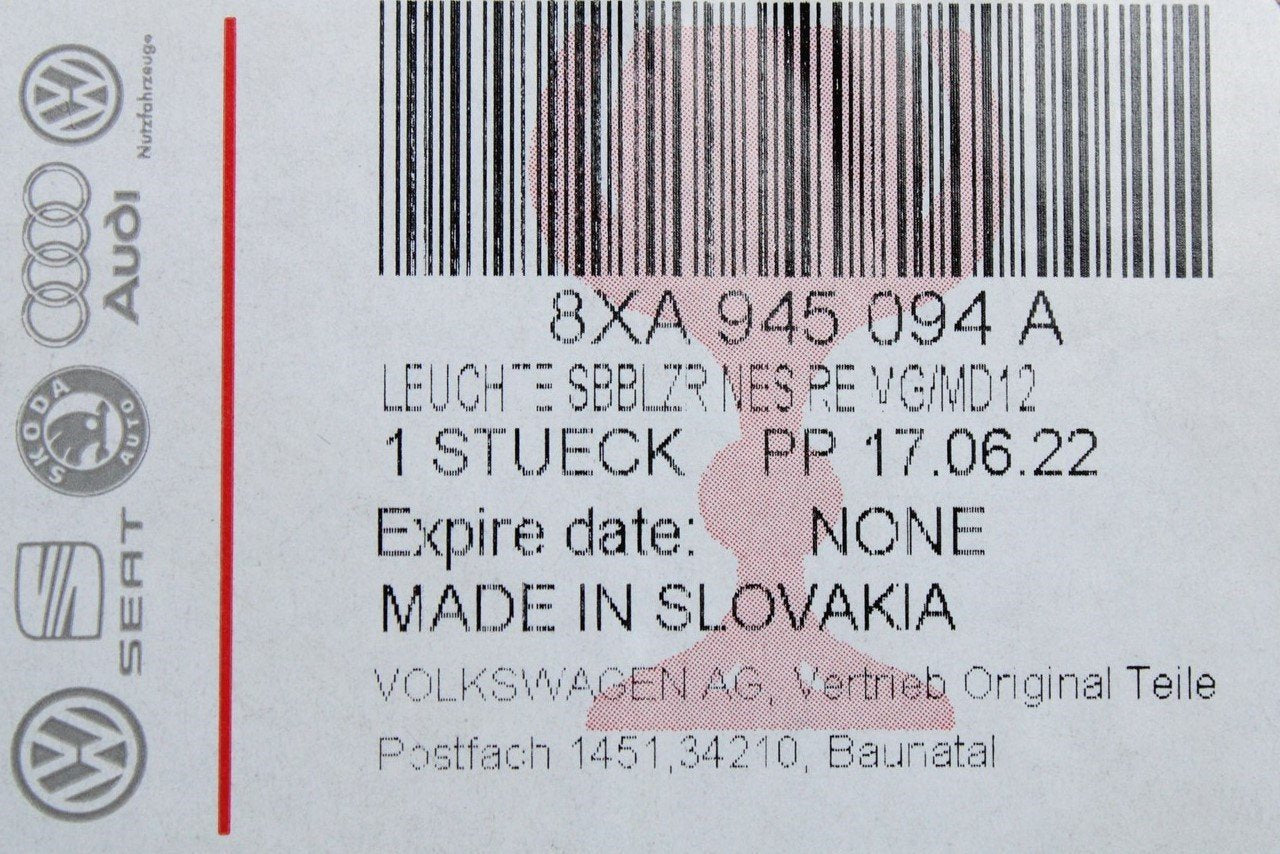 8XA 945 094 A
LEUCHTE SBBLZR NES RE VG/MD12
1 STUECK PP 17.06.22
Expire date: NONE
MADE IN SLOVAKIA
VOLKSWAGEN AG, Vertrieb Original Teile
Postfach 1451,34210, Baunatal
Nutzfahrzeuge
Audi
SKODA
AUTO
SEAT